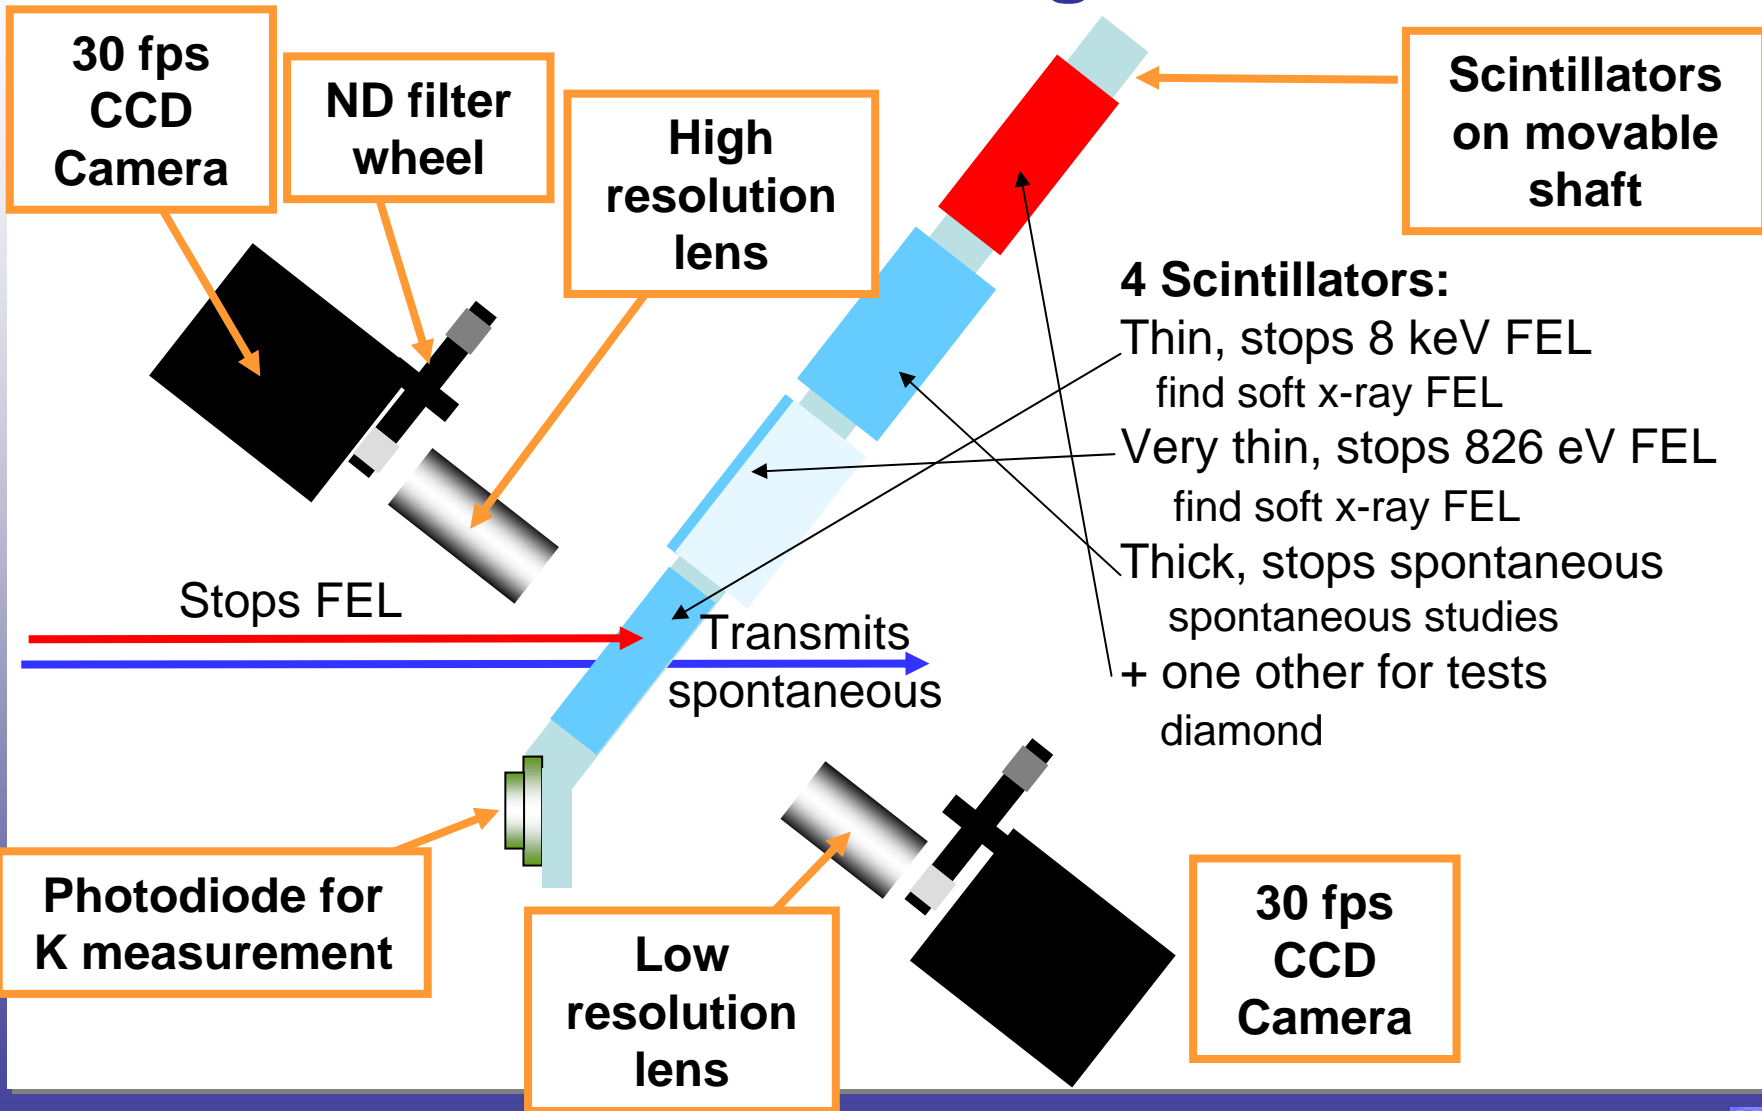 30 fps
CCD
Camera
ND filter
wheel
High
resolution
lens
Scintillators
on movable
shaft
4 Scintillators:
Thin, stops 8 keV FEL
find soft x-ray FEL
Very thin, stops 826 eV FEL
find soft x-ray FEL
Thick, stops spontaneous
spontaneous studies
+ one other for tests
diamond
Stops FEL
Transmits
spontaneous
Photodiode for
K measurement
Low
resolution
lens
30 fps
CCD
Camera